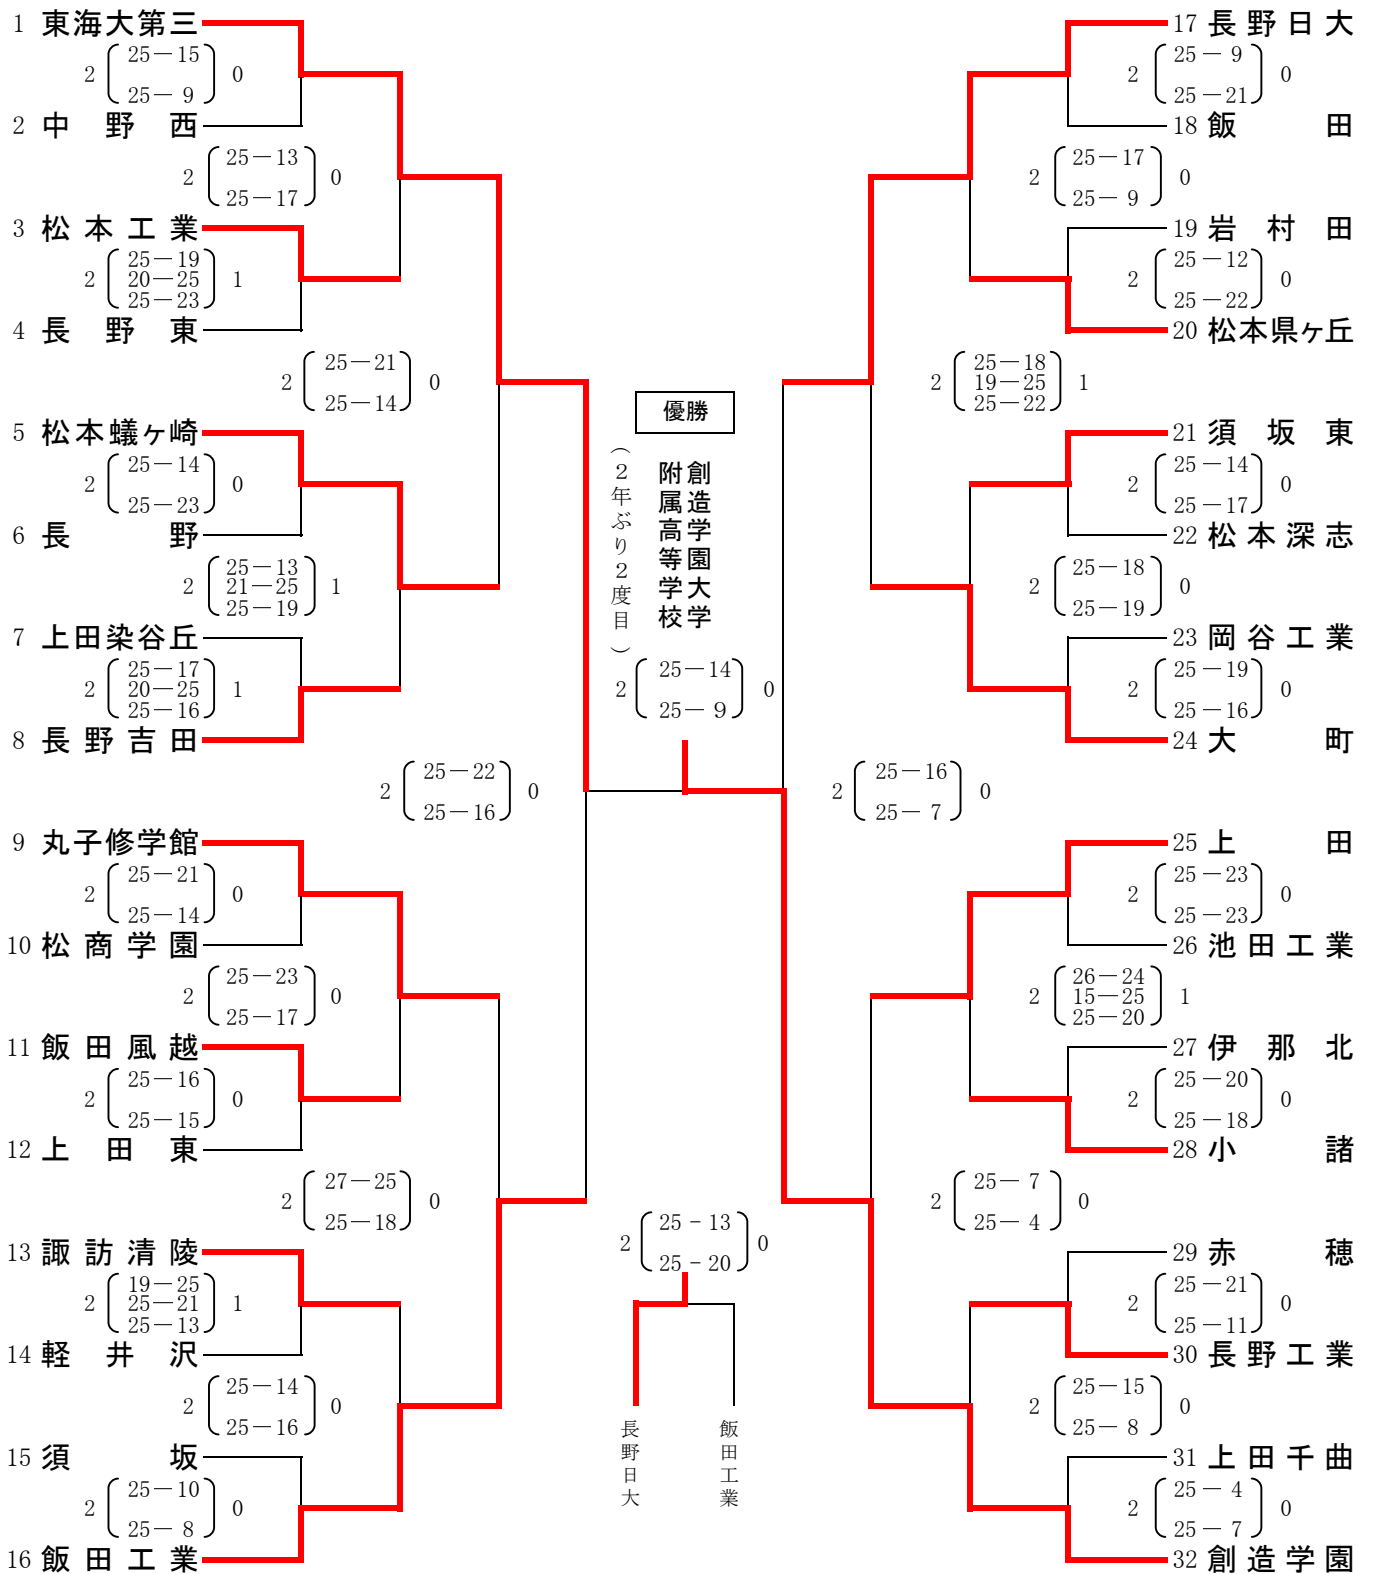 1 東海大第三
2 25－15 0
25－ 9
2 中野西
2 25－13 0
25－17
3 松本工業
25－19
2 20－25 1
25－23
4 長野東
2 25－21 0
25－14
5 松本蟻ヶ崎
2 25－14 0
25－23
6 長野
25－13
2 21－25 1
25－19
7 上田染谷丘
25－17
2 20－25 1
25－16
8 長野吉田
2 25－22 0
25－16
9 丸子修学館
2 25－21 0
25－14
10 松商学園
2 25－23 0
25－17
11 飯田風越
2 25－16 0
25－15
12 上田東
2 27－25 0
25－18
13 諏訪清陵
19－25
2 25－21 1
25－13
14 軽井沢
2 25－14 0
25－16
15 須坂
2 25－10 0
25－ 8
16 飯田工業
優勝
創造学園大学
附属高等学校
（2年ぶり2度目）
2 25－14 0
25－ 9
2 25－13 0
25－20
長野日大
飯田工業
17 長野日大
2 25－ 9 0
25－21
18 飯田
2 25－17 0
25－ 9
19 岩村田
2 25－12 0
25－22
20 松本県ヶ丘
25－18
2 19－25 1
25－22
21 須坂東
2 25－14 0
25－17
22 松本深志
2 25－18 0
25－19
23 岡谷工業
2 25－19 0
25－16
24 大町
2 25－16 0
25－ 7
25 上田
2 25－23 0
25－23
26 池田工業
26－24
2 15－25 1
25－20
27 伊那北
2 25－20 0
25－18
28 小諸
2 25－ 7 0
25－ 4
29 赤穂
2 25－21 0
25－11
30 長野工業
2 25－15 0
25－ 8
31 上田千曲
2 25－ 4 0
25－ 7
32 創造学園